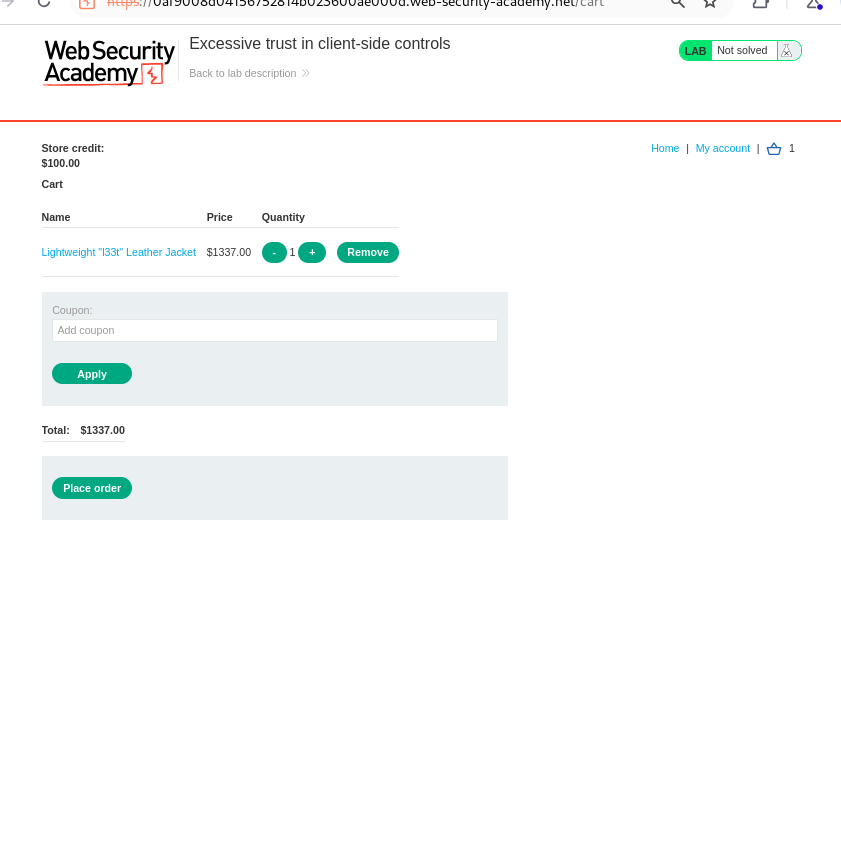 https://0af9008d04156752814b023600ae000d.web-security-academy.net/cart
Web Security
Academy
Excessive trust in client-side controls
Back to lab description
LAB Not solved
Store credit:
$100.00
Home | My account | 1
Cart
Name Price Quantity
Lightweight "l33t" Leather Jacket $1337.00 - 1 + Remove
Coupon:
Add coupon
Apply
Total: $1337.00
Place order